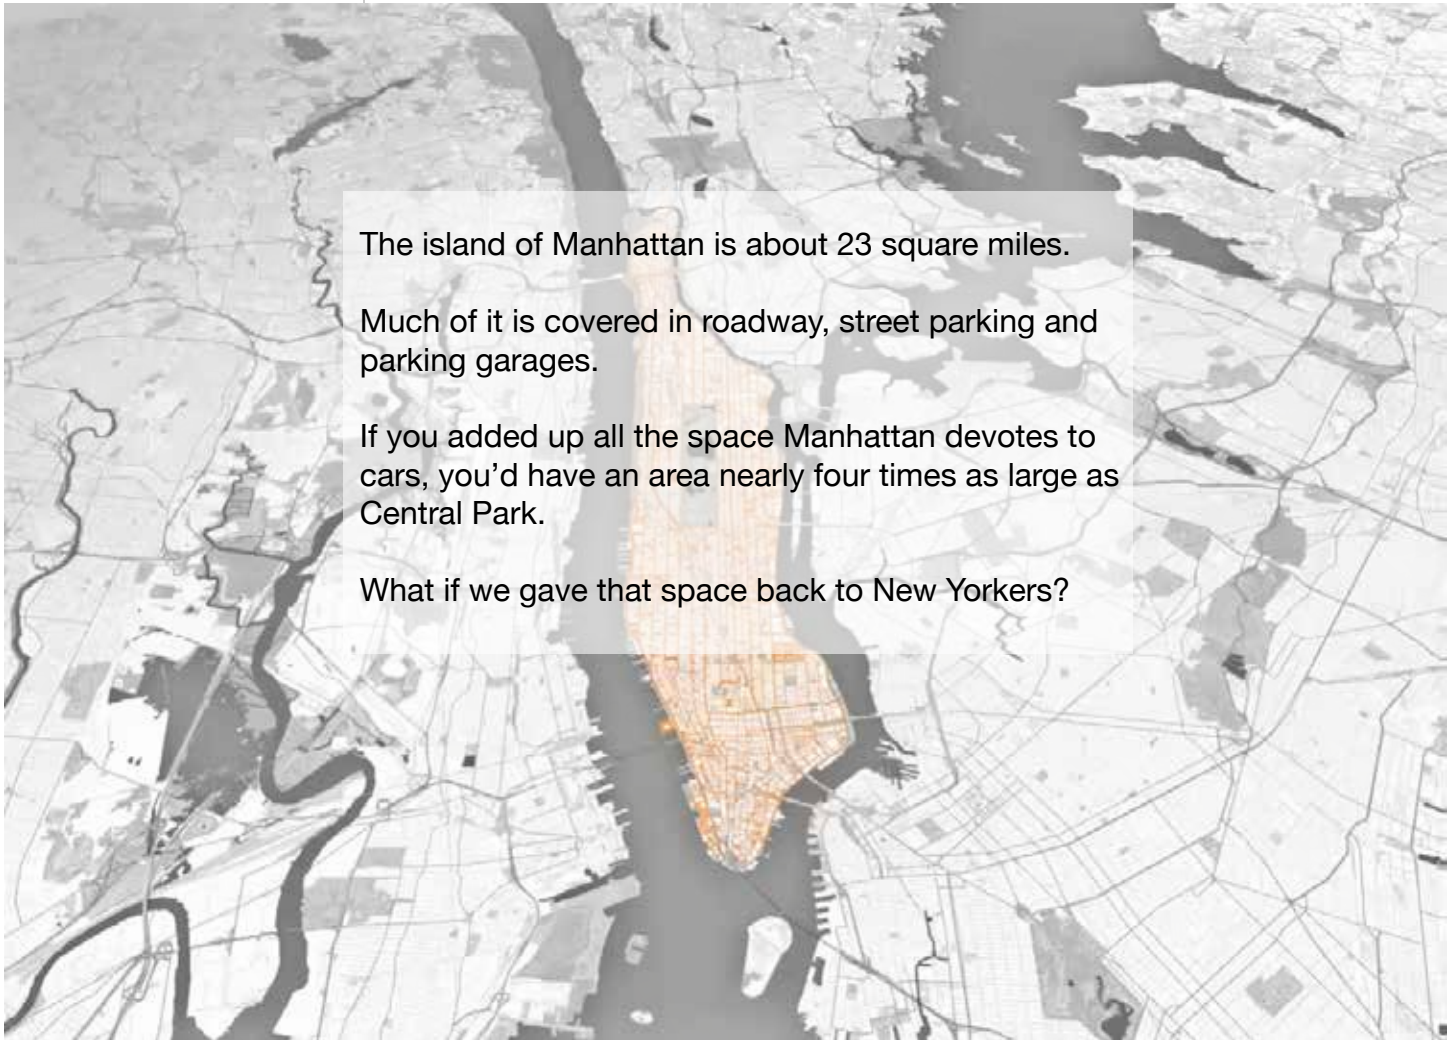 The island of Manhattan is about 23 square miles.
Much of it is covered in roadway, street parking and
parking garages.
If you added up all the space Manhattan devotes to
cars, you’d have an area nearly four times as large as
Central Park.
What if we gave that space back to New Yorkers?